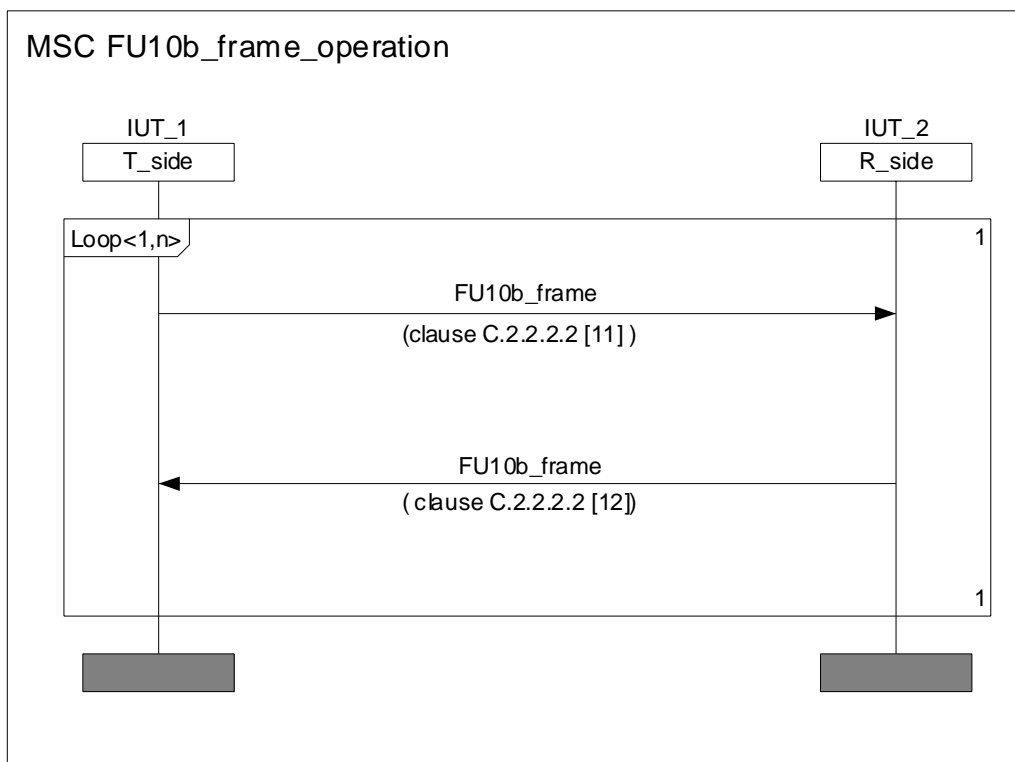 MSC FU10b_frame_operation
IUT_1
IUT_2
T_side
R_side
Loop<1,n>
1
FU10b_frame
(clause C.2.2.2.2 [11] )
FU10b_frame
( clause C.2.2.2.2 [12])
1